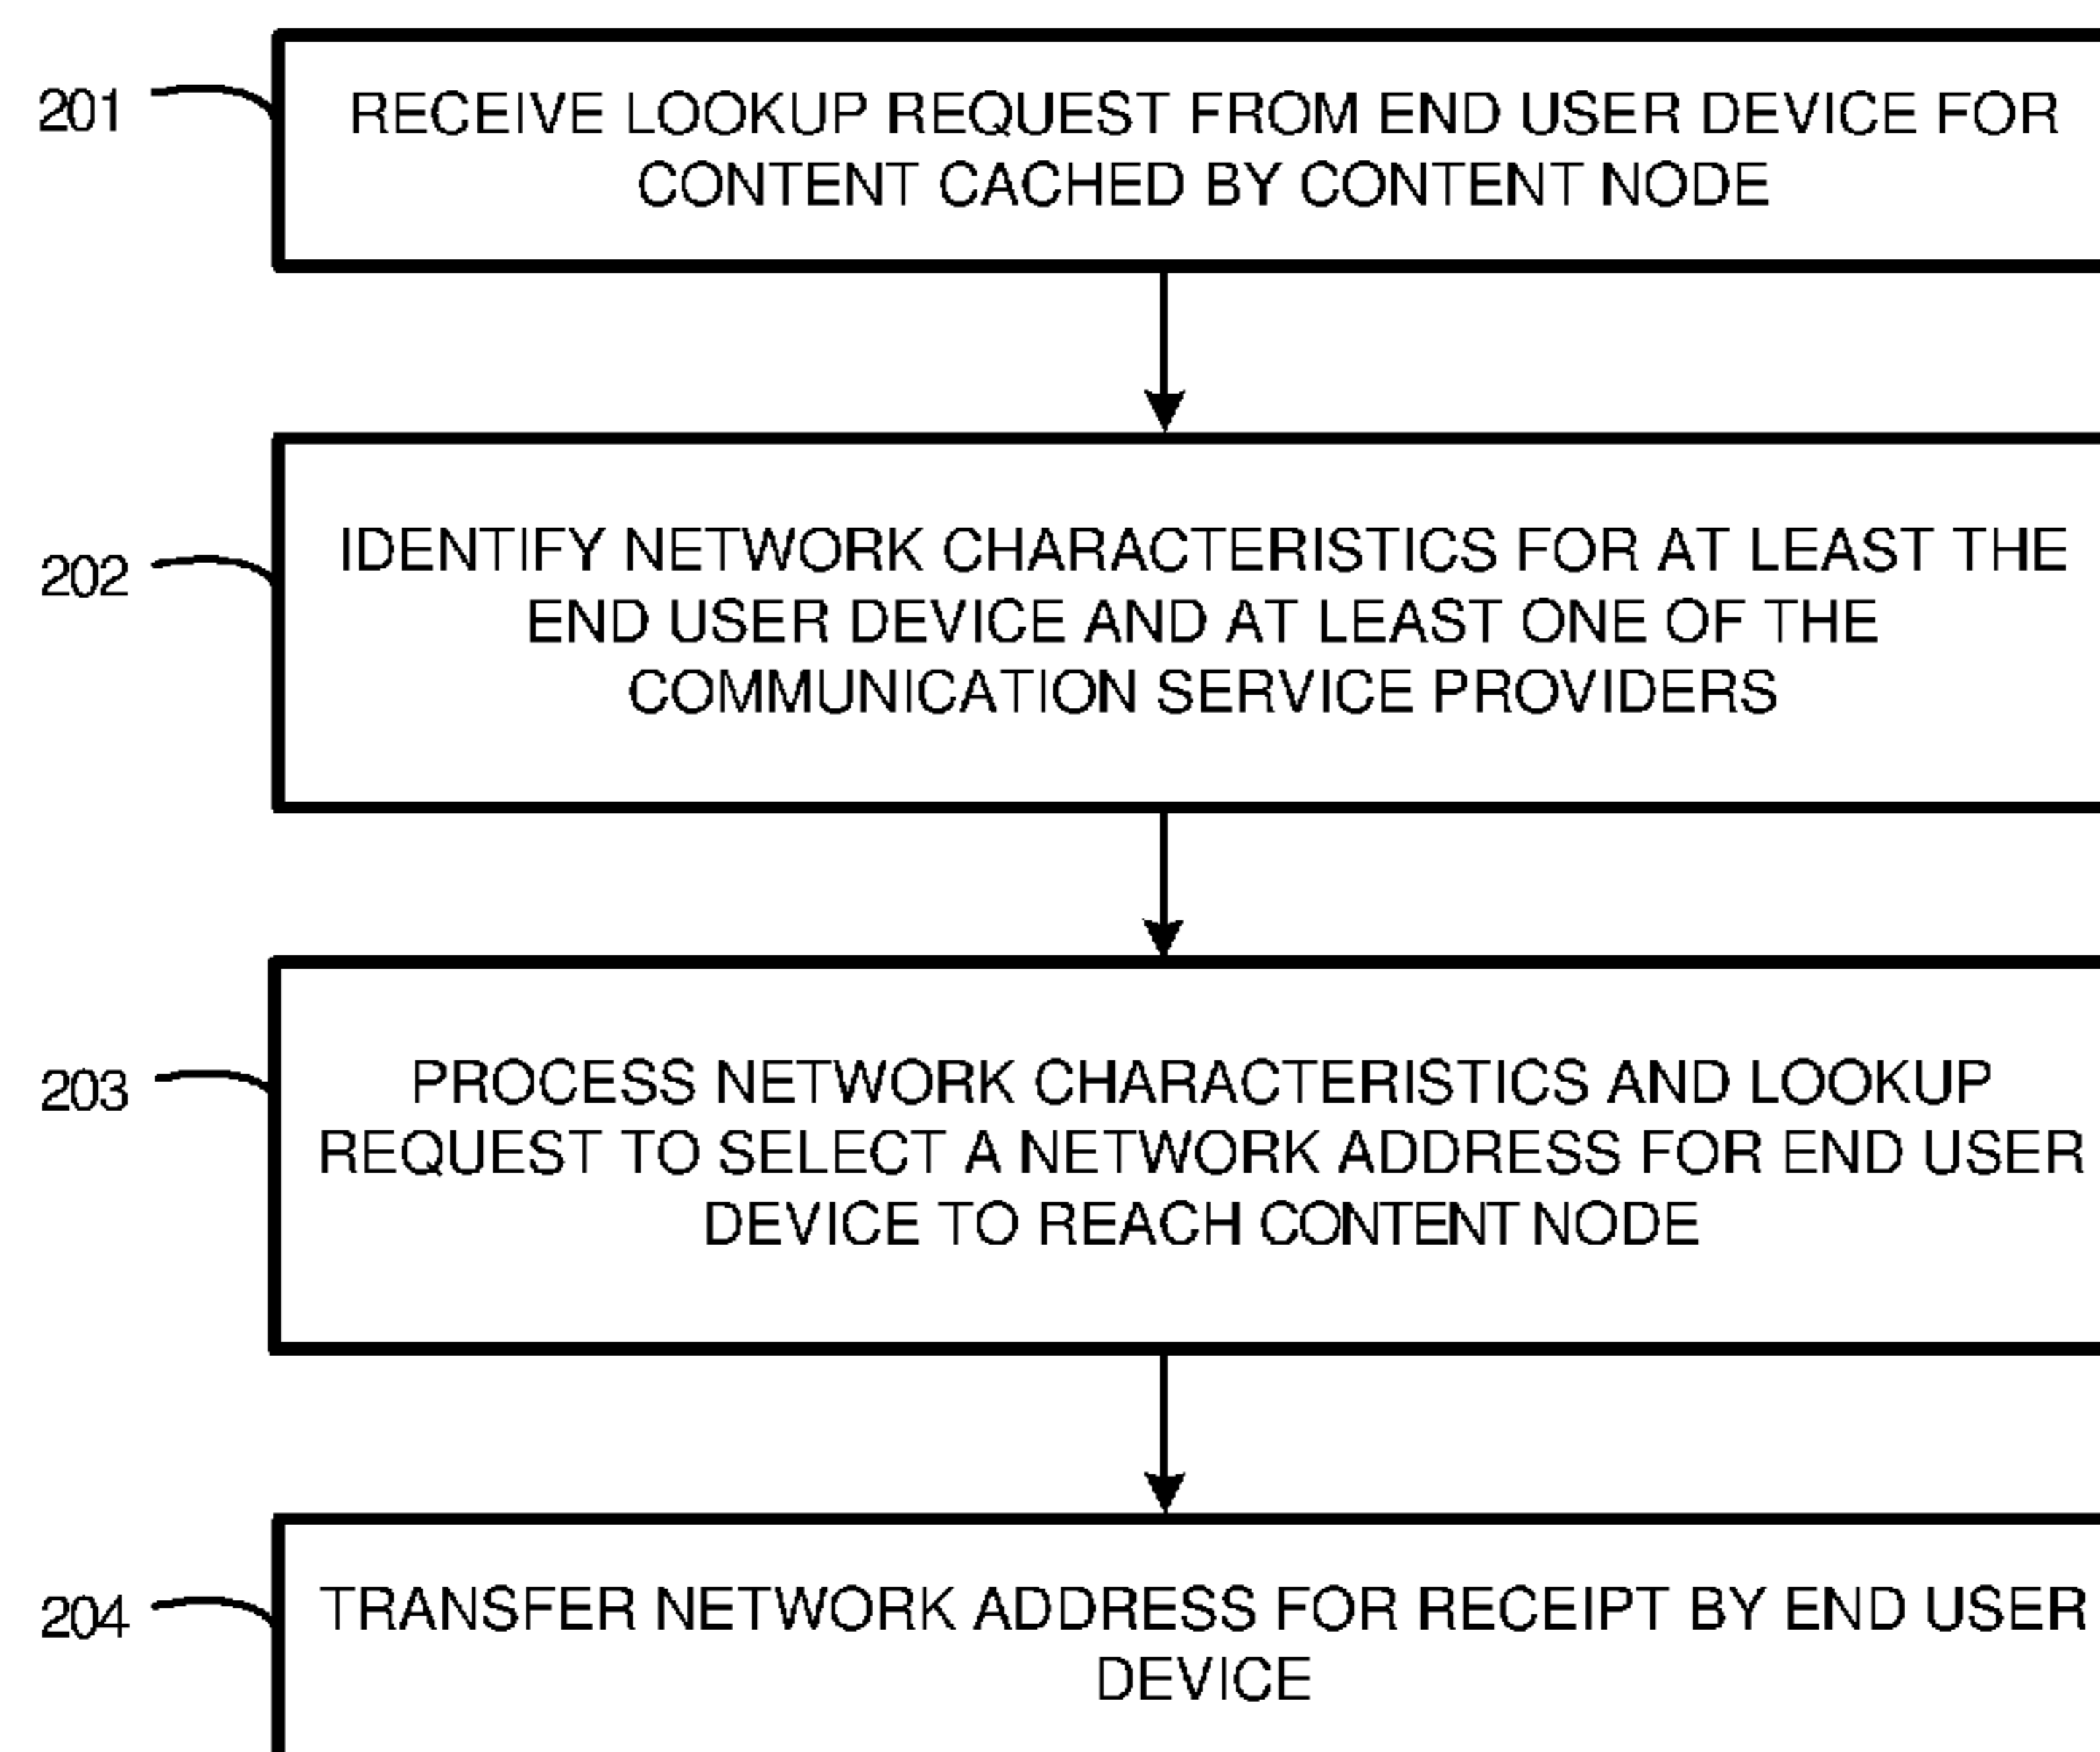 201
RECEIVE LOOKUP REQUEST FROM END USER DEVICE FOR
CONTENT CACHED BY CONTENT NODE
202
IDENTIFY NETWORK CHARACTERISTICS FOR AT LEAST THE
END USER DEVICE AND AT LEAST ONE OF THE
COMMUNICATION SERVICE PROVIDERS
203
PROCESS NETWORK CHARACTERISTICS AND LOOKUP
REQUEST TO SELECT A NETWORK ADDRESS FOR END USER
DEVICE TO REACH CONTENT NODE
204
TRANSFER NETWORK ADDRESS FOR RECEIPT BY END USER
DEVICE